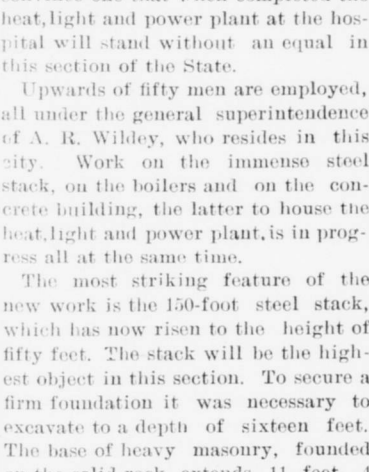 heat, light and power plant at the hos-
pital will stand without an equal in
this section of the State.
Upwards of fifty men are employed,
all under the general superintendence
of A. R. Wildey, who resides in this
city. Work on the immense steel
stack, on the boilers and on the con-
crete building, the latter to house the
heat, light and power plant, is in prog-
ress all at the same time.
The most striking feature of the
new work is the 150-foot steel stack,
which has now risen to the height of
fifty feet. The stack will be the high-
est object in this section. To secure a
firm foundation it was necessary to
excavate to a depth of sixteen feet.
The base of heavy masonry, founded